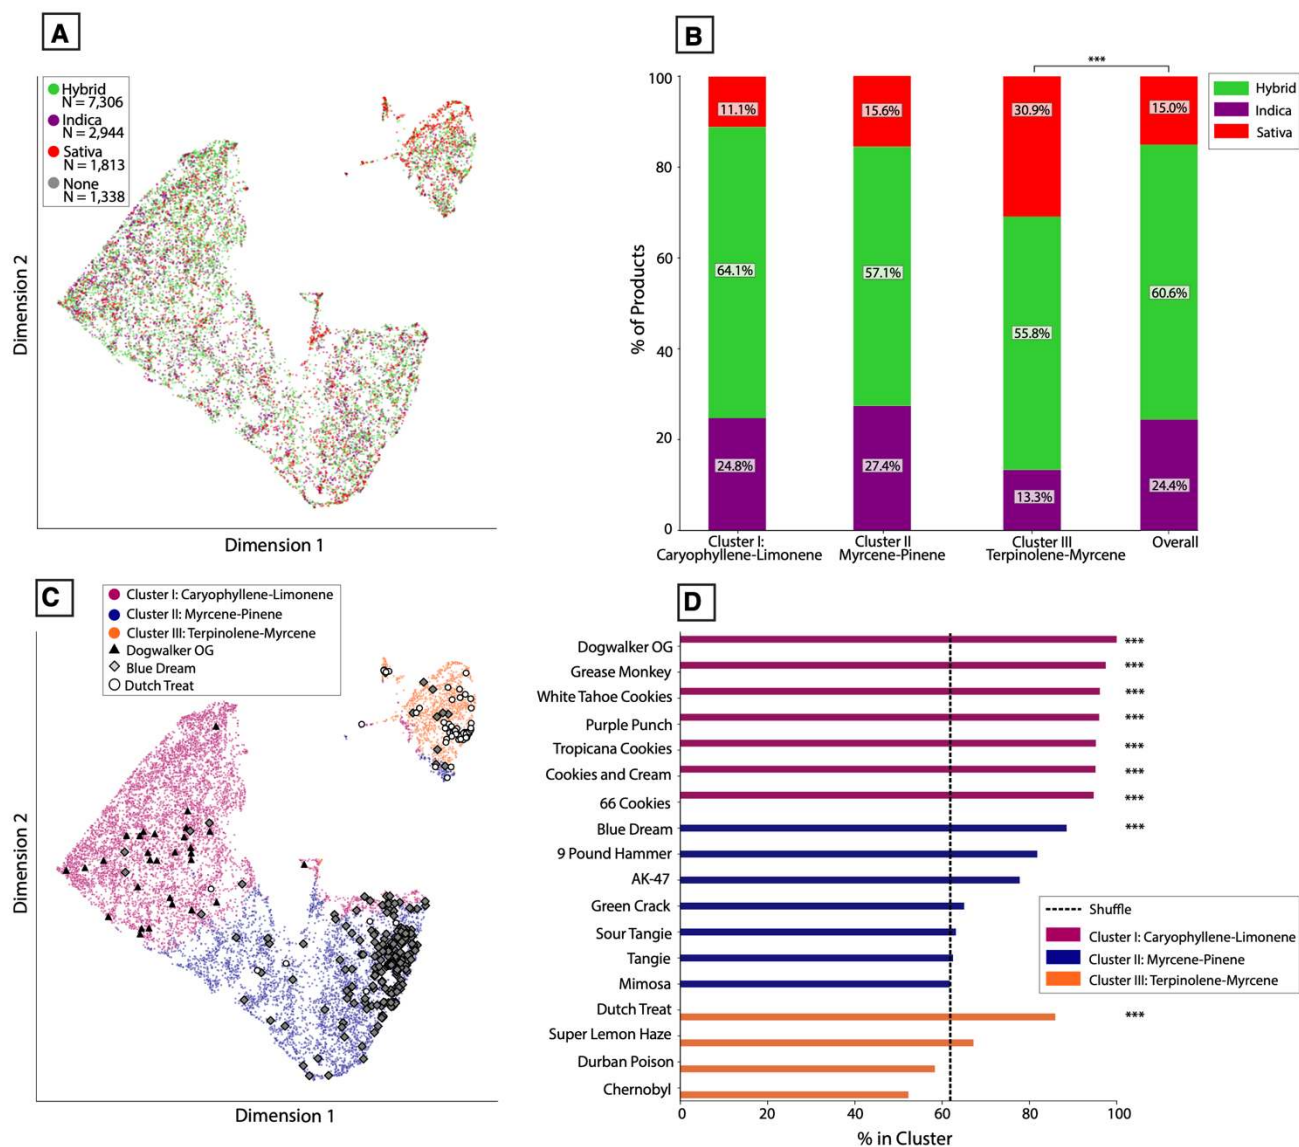 A
Hybrid
N = 7,306
Indica
N = 2,944
Sativa
N = 1,813
None
N = 1,338
Dimension 2
Dimension 1
B
***
100
80
60
40
20
0
% of Products
11.1%
64.1%
24.8%
15.6%
57.1%
27.4%
30.9%
55.8%
13.3%
15.0%
60.6%
24.4%
Cluster I:
Caryophyllene-Limonene
Cluster II
Myrcene-Pinene
Cluster III
Terpinolene-Myrcene
Overall
Hybrid
Indica
Sativa
C
Cluster I: Caryophyllene-Limonene
Cluster II: Myrcene-Pinene
Cluster III: Terpinolene-Myrcene
Dogwalker OG
Blue Dream
Dutch Treat
Dimension 2
Dimension 1
D
Dogwalker OG ***
Grease Monkey ***
White Tahoe Cookies ***
Purple Punch ***
Tropicana Cookies ***
Cookies and Cream ***
66 Cookies ***
Blue Dream ***
9 Pound Hammer
AK-47
Green Crack
Sour Tangie
Tangie
Mimosa
Dutch Treat ***
Super Lemon Haze
Durban Poison
Chernobyl
0 20 40 60 80 100
% in Cluster
Shuffle
Cluster I: Caryophyllene-Limonene
Cluster II: Myrcene-Pinene
Cluster III: Terpinolene-Myrcene